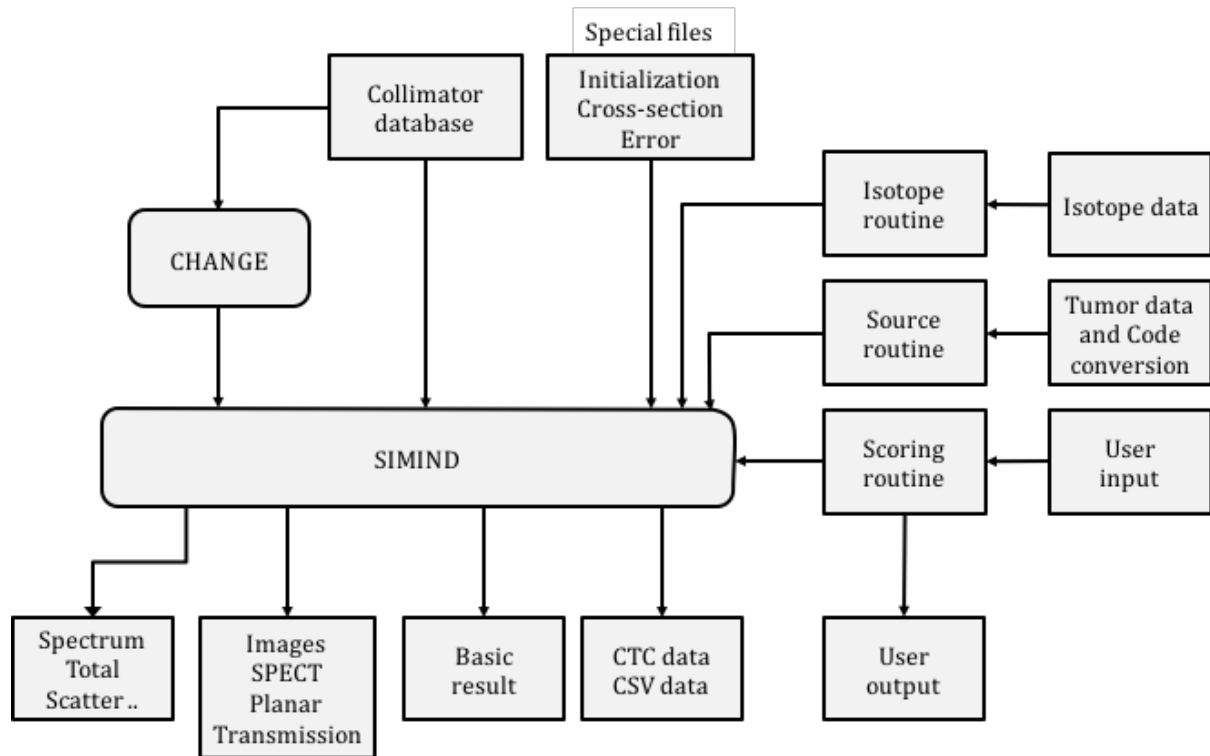 Special files
Collimator
database
Initialization
Cross-section
Error
Isotope
routine
Isotope data
CHANGE
Source
routine
Tumor data
and Code
conversion
SIMIND
Scoring
routine
User
input
Spectrum
Total
Scatter ..
Images
SPECT
Planar
Transmission
Basic
result
CTC data
CSV data
User
output